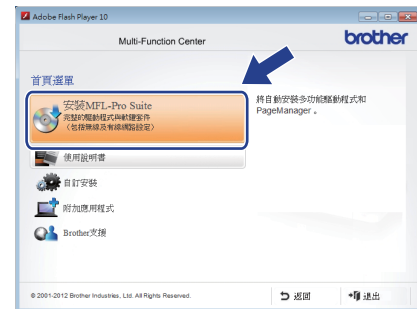 Adobe Flash Player 10
Multi-Function Center
brother
首頁選單
安裝MFL-Pro Suite
完整的驅動程式與軟體套件
（包括無線及有線網路設定）
將自動安裝多功能驅動程式和
PageManager。
使用說明書
自訂安裝
附加應用程式
Brother支援
© 2001-2012 Brother Industries, Ltd. All Rights Reserved.
返回
退出